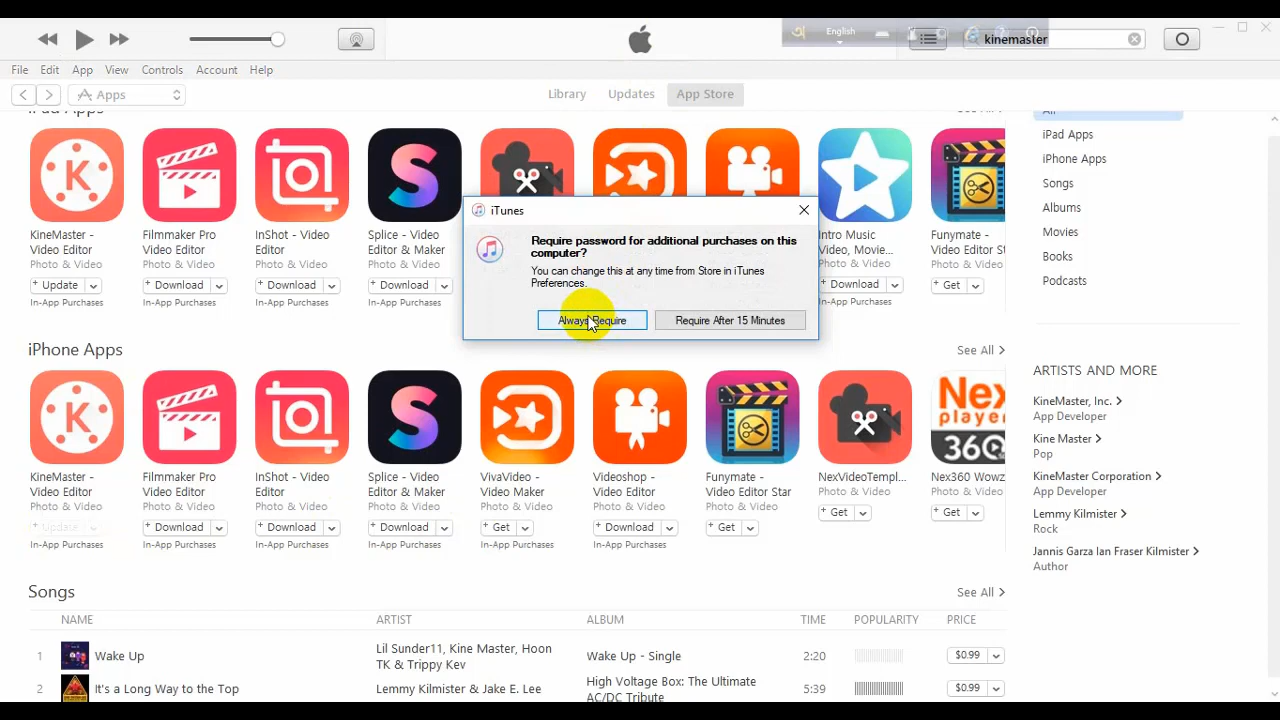 English
kinemaster
File Edit App View Controls Account Help
Apps
Library Updates App Store
iPad Apps
See All >
All
iPad Apps
iPhone Apps
Songs
Albums
Movies
Books
Podcasts
KineMaster - Video Editor
Photo & Video
+ Update
In-App Purchases
Filmmaker Pro Video Editor
Photo & Video
+ Download
In-App Purchases
InShot - Video Editor
Photo & Video
+ Download
In-App Purchases
Splice - Video Editor & Maker
Photo & Video
+ Download
In-App Purchases
Intro Music Video, Movie...
Photo & Video
+ Download
In-App Purchases
Funymate - Video Editor St
Photo & Video
+ Get
In-App Purchases
iTunes
Require password for additional purchases on this
computer?
You can change this at any time from Store in iTunes
Preferences.
Always Require
Require After 15 Minutes
iPhone Apps
See All >
KineMaster - Video Editor
Photo & Video
+ Update
In-App Purchases
Filmmaker Pro Video Editor
Photo & Video
+ Download
In-App Purchases
InShot - Video Editor
Photo & Video
+ Download
In-App Purchases
Splice - Video Editor & Maker
Photo & Video
+ Download
In-App Purchases
VivaVideo - Video Maker
Photo & Video
+ Get
In-App Purchases
Videoshop - Video Editor
Photo & Video
+ Download
In-App Purchases
Funymate - Video Editor Star
Photo & Video
+ Get
NexVideoTempl...
Photo & Video
+ Get
Nex
player
360
Nex360 Wowz
Photo & Video
+ Get
ARTISTS AND MORE
KineMaster, Inc. >
App Developer
Kine Master >
Pop
KineMaster Corporation >
App Developer
Lemmy Kilmister >
Rock
Jannis Garza Ian Fraser Kilmister >
Author
Songs
See All >
NAME ARTIST ALBUM TIME POPULARITY PRICE
1 Wake Up Lil Sunder11, Kine Master, Hoon TK & Trippy Kev Wake Up - Single 2:20 $0.99
2 It's a Long Way to the Top Lemmy Kilmister & Jake E. Lee High Voltage Box: The Ultimate AC/DC Tribute 5:39 $0.99